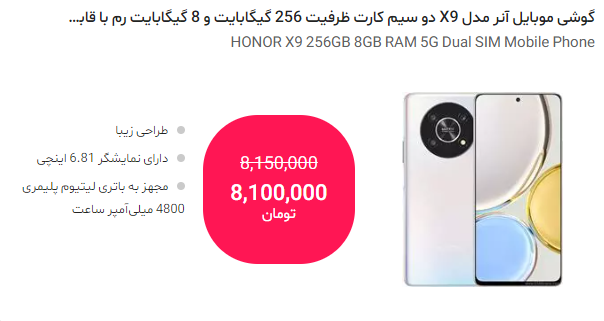 گوشی موبایل آنر مدل X9 دو سیم کارت ظرفیت 256 گیگابایت و 8 گیگابایت رم با قابـ...
HONOR X9 256GB 8GB RAM 5G Dual SIM Mobile Phone
طراحی زیبا
دارای نمایشگر 6.81 اینچی
مجهز به باتری لیتیوم پلیمری
4800 میلی‌آمپر ساعت
8,150,000
8,100,000
تومان